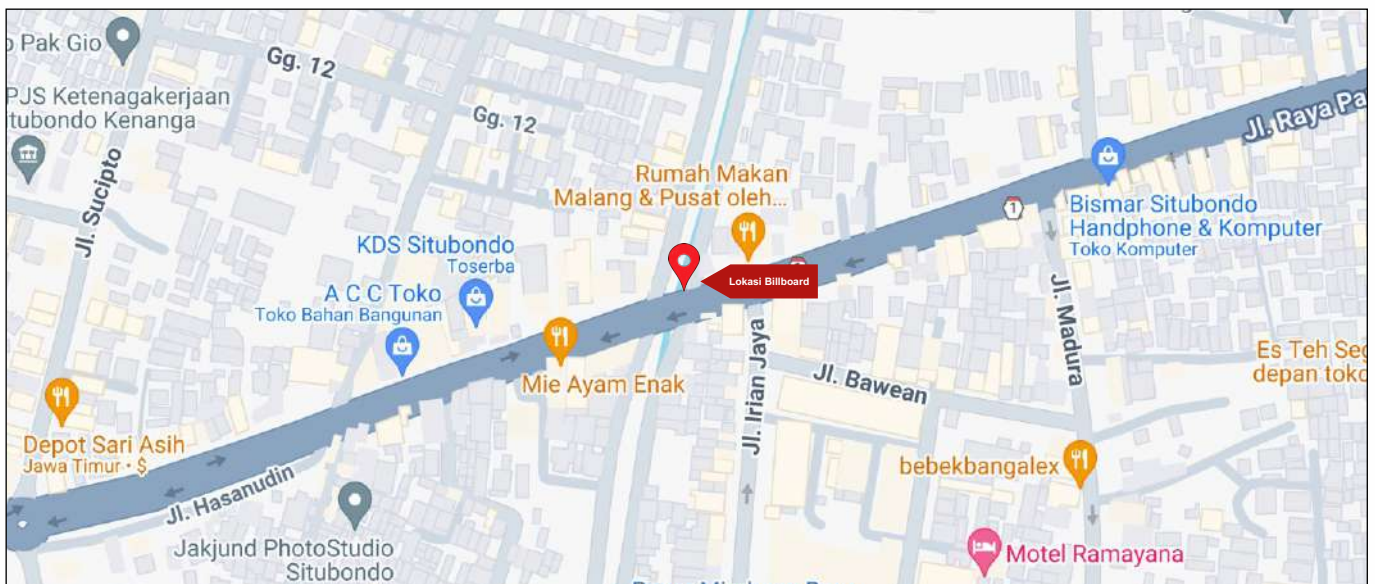 o Pak Gio
PJS Ketenagakerjaan
tubondo Kenanga
Jl. Sucipto
Gg. 12
Gg. 12
Rumah Makan
Malang & Pusat oleh...
KDS Situbondo
Toserba
A C C Toko
Toko Bahan Bangunan
Lokasi Billboard
Mie Ayam Enak
Depot Sari Asih
Jawa Timur • $
Jl. Hasanudin
Jakjund PhotoStudio
Situbondo
Jl. Irian Jaya
Jl. Bawean
Jl. Madura
1
Jl. Raya Pa
Bismar Situbondo
Handphone & Komputer
Toko Komputer
Es Teh Seg
depan toko
bebekbangalex
Motel Ramayana